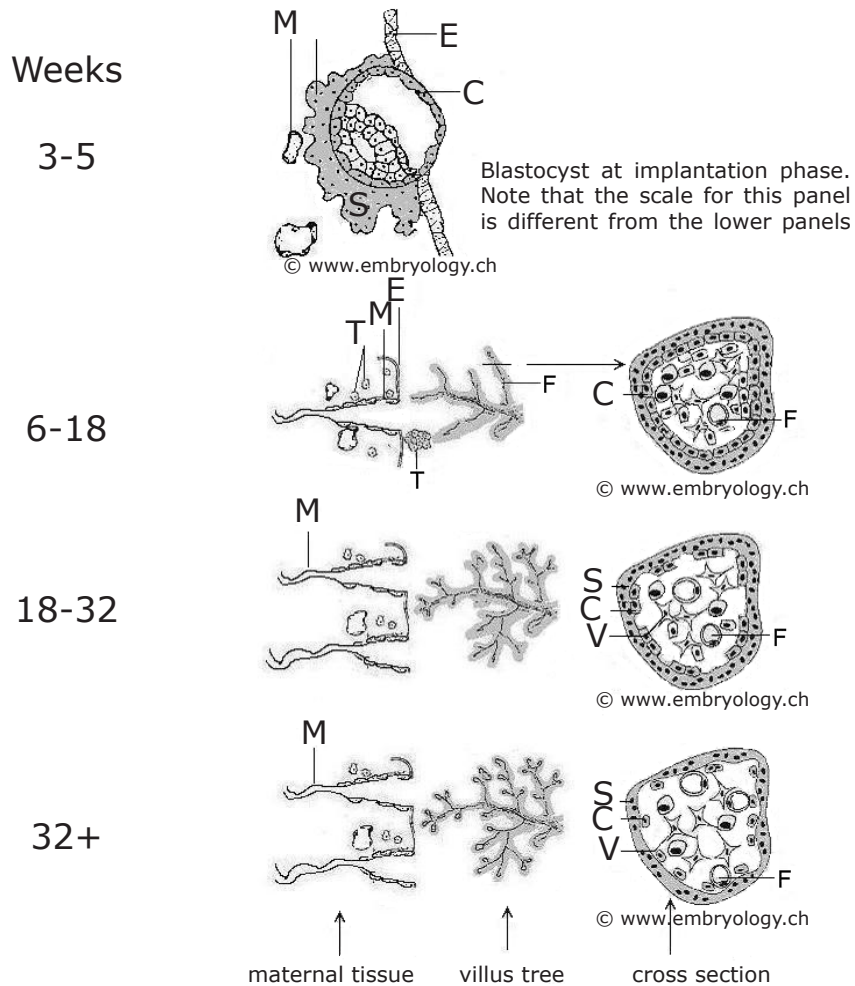 M
E
Weeks
C
3-5
Blastocyst at implantation phase.
Note that the scale for this panel
is different from the lower panels
S
© www.embryology.ch
E
M
T
F
C
6-18
F
T
© www.embryology.ch
M
S
18-32
C
V
F
© www.embryology.ch
M
S
C
32+
V
F
© www.embryology.ch
maternal tissue villus tree cross section